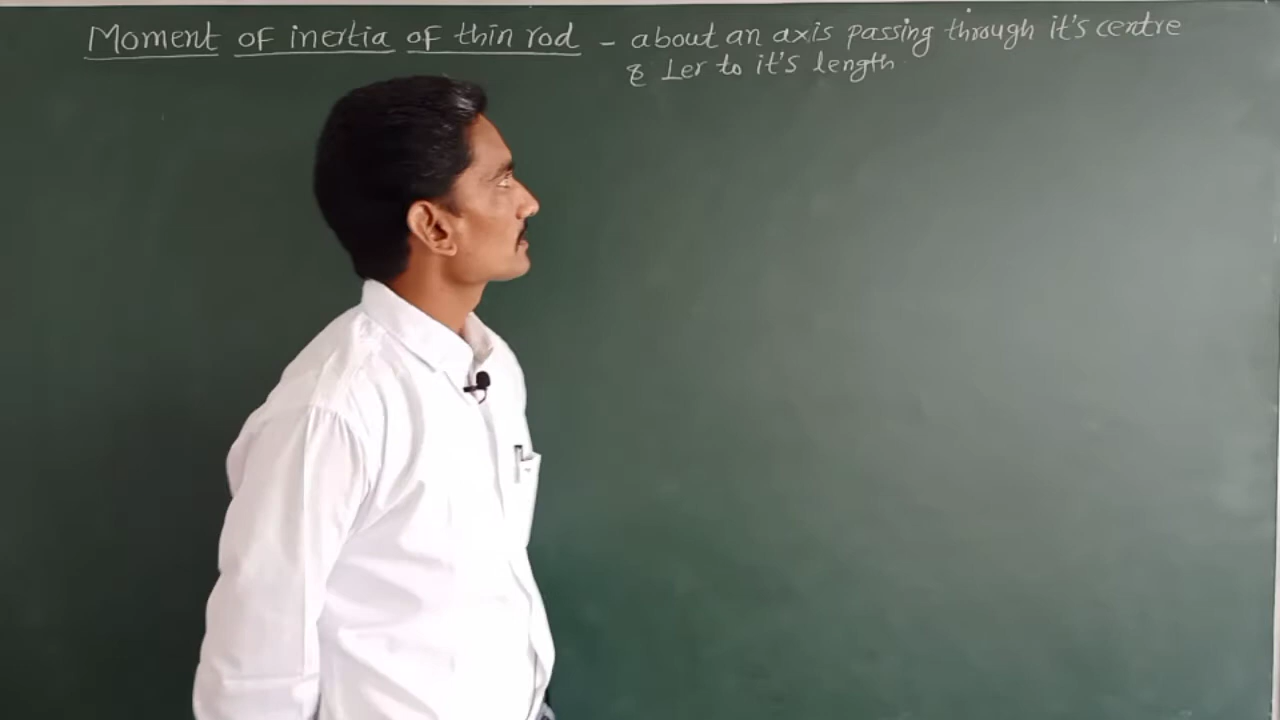 Moment of inertia of thin rod - about an axis passing through it's centre
& ⊥er to it's length